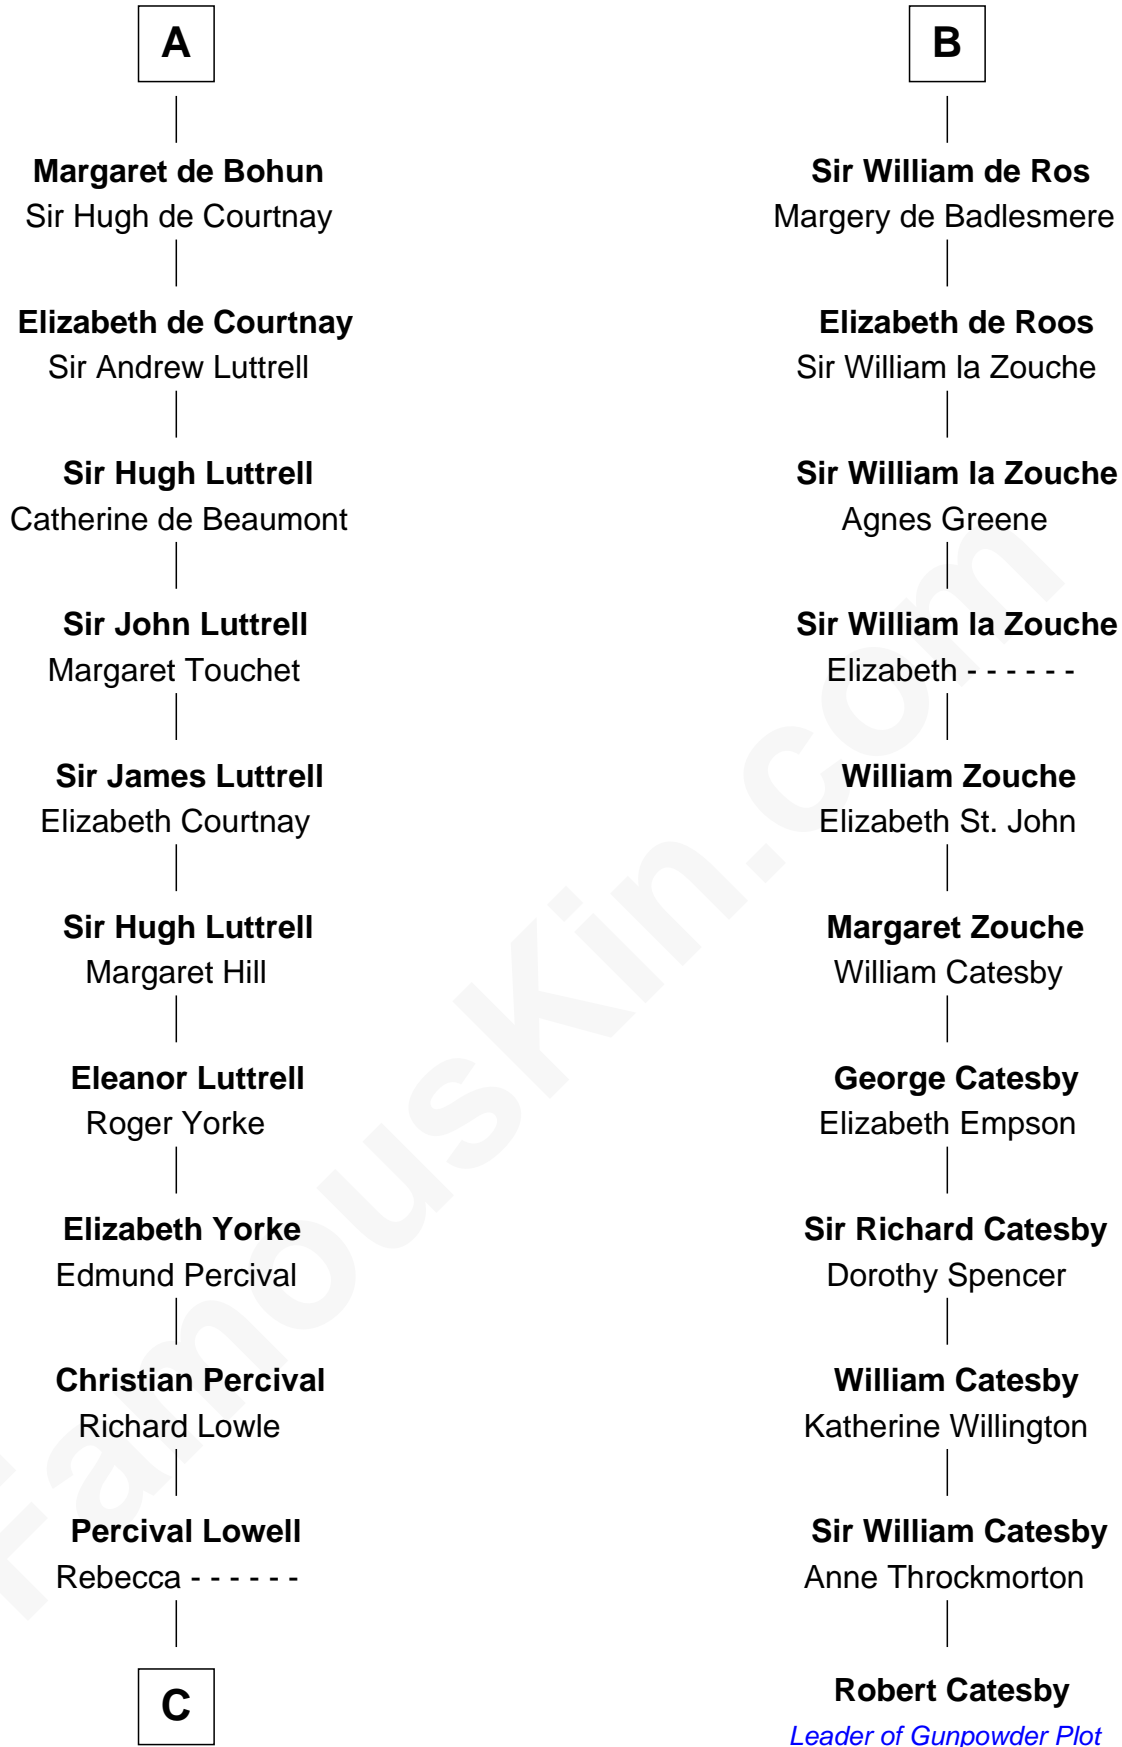 A
Margaret de Bohun
Sir Hugh de Courtnay
Elizabeth de Courtnay
Sir Andrew Luttrell
Sir Hugh Luttrell
Catherine de Beaumont
Sir John Luttrell
Margaret Touchet
Sir James Luttrell
Elizabeth Courtnay
Sir Hugh Luttrell
Margaret Hill
Eleanor Luttrell
Roger Yorke
Elizabeth Yorke
Edmund Percival
Christian Percival
Richard Lowle
Percival Lowell
Rebecca - - - - - -
C
B
Sir William de Ros
Margery de Badlesmere
Elizabeth de Roos
Sir William la Zouche
Sir William la Zouche
Agnes Greene
Sir William la Zouche
Elizabeth - - - - - -
William Zouche
Elizabeth St. John
Margaret Zouche
William Catesby
George Catesby
Elizabeth Empson
Sir Richard Catesby
Dorothy Spencer
William Catesby
Katherine Willington
Sir William Catesby
Anne Throckmorton
Robert Catesby
Leader of Gunpowder Plot
FamousKin.com